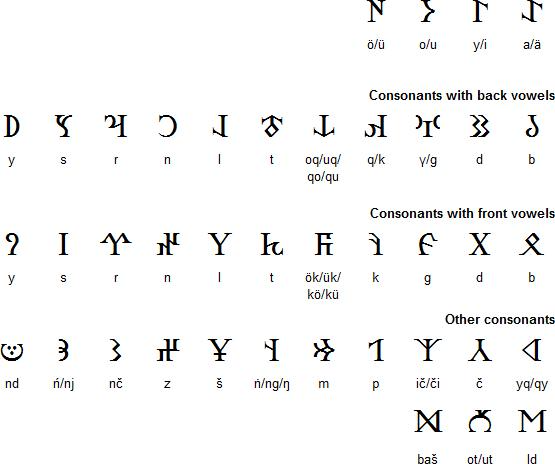 𐰀 𐰃 𐰆 𐰇
ö/ü o/u y/i a/ä
Consonants with back vowels
𐰉 𐰑 𐰍 𐰴 𐰸 𐱃 𐰞 𐰣 𐰺 𐰽 𐰖
y s r n l t oq/uq/ q/k γ/g d b
qo/qu
Consonants with front vowels
𐰋 𐰓 𐰏 𐰚 𐰜 𐱅 𐰠 𐰤 𐰼 𐰾 𐰘
y s r n l t ök/ük/ k g d b
kö/kü
Other consonants
𐰶 𐰲 𐰱 𐰯 𐰢 𐰭 𐱁 𐰔 𐰨 𐰪 𐰦
nd ń/nj nč z š ṅ/ng/ŋ m p ič/či č yq/qy
𐰡 𐱇 𐱈
baš ot/ut ld